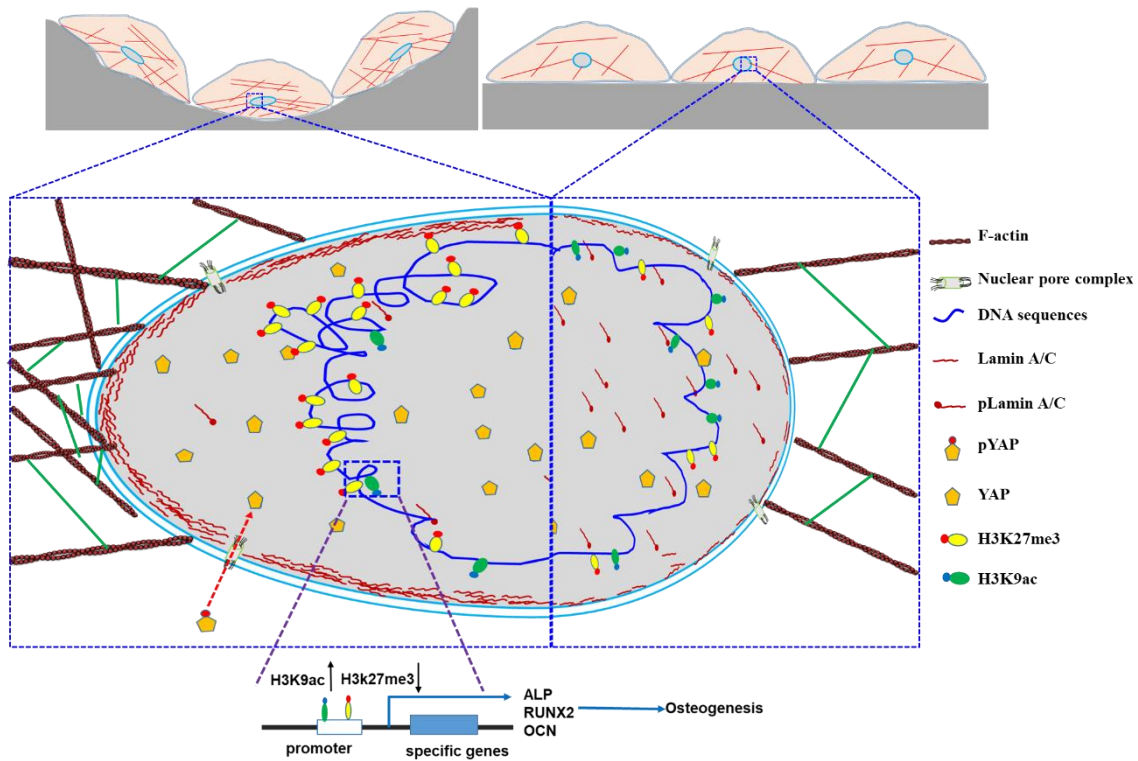 F-actin
Nuclear pore complex
DNA sequences
Lamin A/C
pLamin A/C
pYAP
YAP
H3K27me3
H3K9ac
H3K9ac H3k27me3
ALP
RUNX2
OCN
Osteogenesis
promoter
specific genes